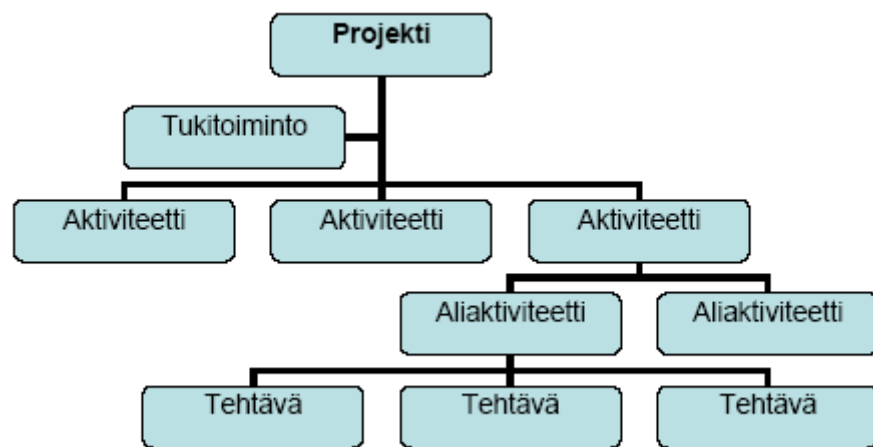 Projekti
Tukitoiminto
Aktiviteetti
Aktiviteetti
Aktiviteetti
Aliaktiviteetti
Aliaktiviteetti
Tehtävä
Tehtävä
Tehtävä